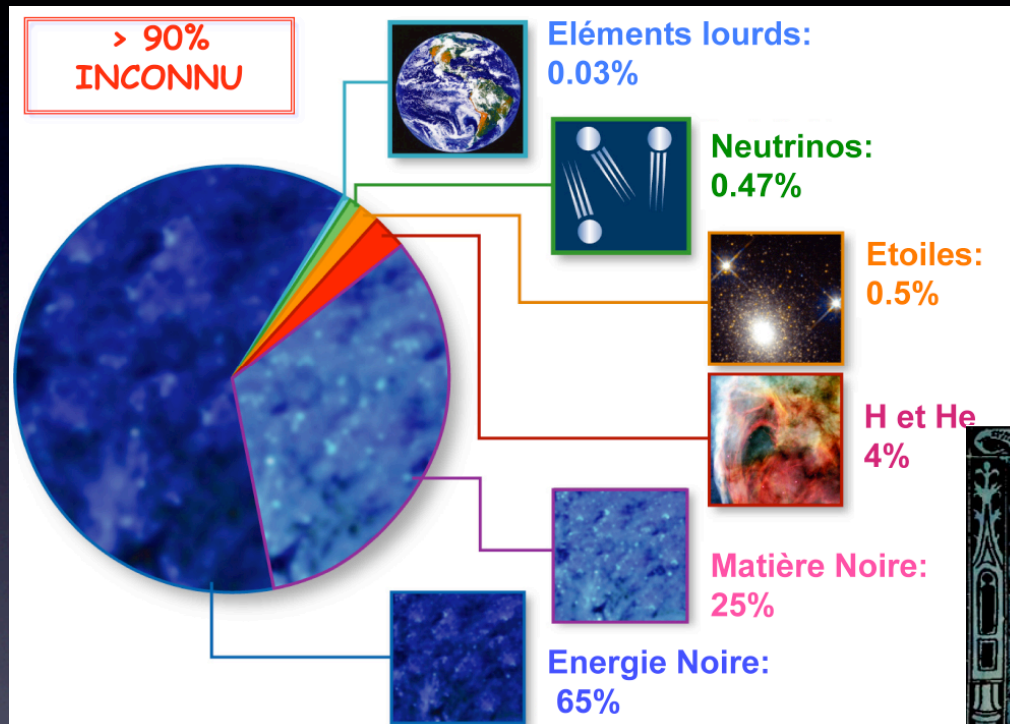 > 90%
INCONNU
Eléments lourds:
0.03%
Neutrinos:
0.47%
Etoiles:
0.5%
H et He
4%
Matière Noire:
25%
Energie Noire:
65%